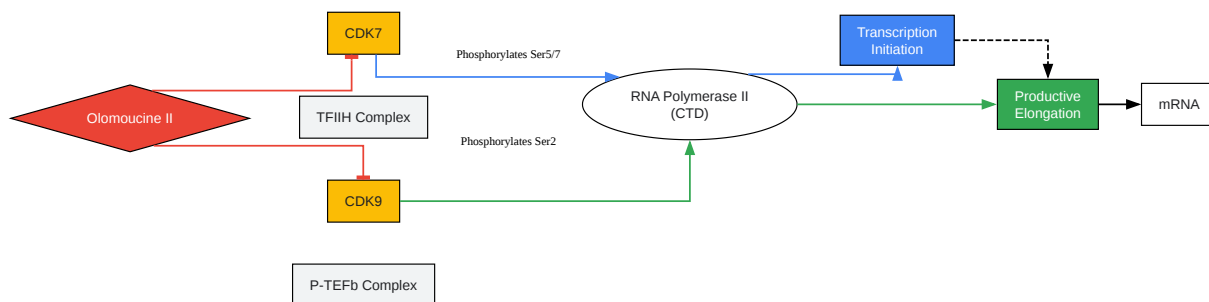 CDK7
Transcription
Initiation
Phosphorylates Ser5/7
Olomoucine II
TFIIH Complex
RNA Polymerase II
(CTD)
Productive
Elongation
mRNA
Phosphorylates Ser2
CDK9
P-TEFb Complex